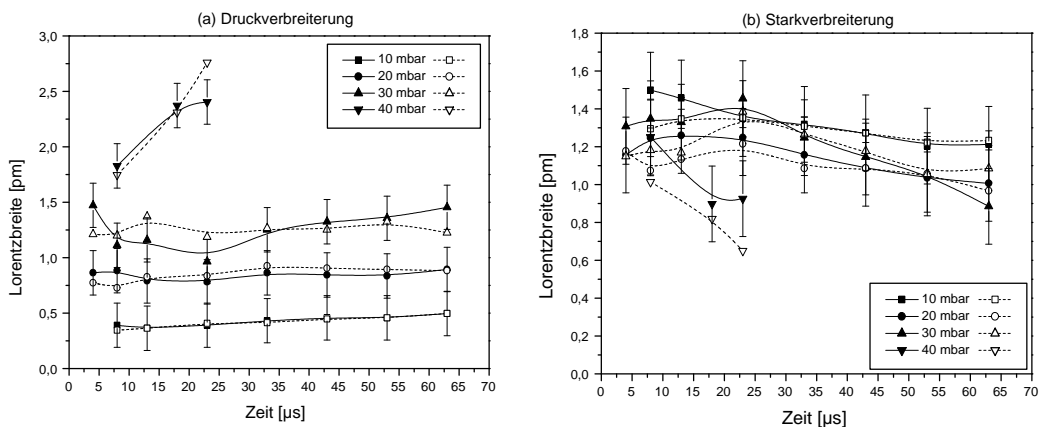 (a) Druckverbreiterung
3,0
2,5
2,0
1,5
1,0
0,5
0,0
Lorentzbreite [pm]
10 mbar
20 mbar
30 mbar
40 mbar
0 5 10 15 20 25 30 35 40 45 50 55 60 65 70
Zeit [µs]
(b) Starkverbreiterung
1,8
1,6
1,4
1,2
1,0
0,8
0,6
0,4
0,2
0,0
Lorentzbreite [pm]
10 mbar
20 mbar
30 mbar
40 mbar
0 5 10 15 20 25 30 35 40 45 50 55 60 65 70
Zeit [µs]